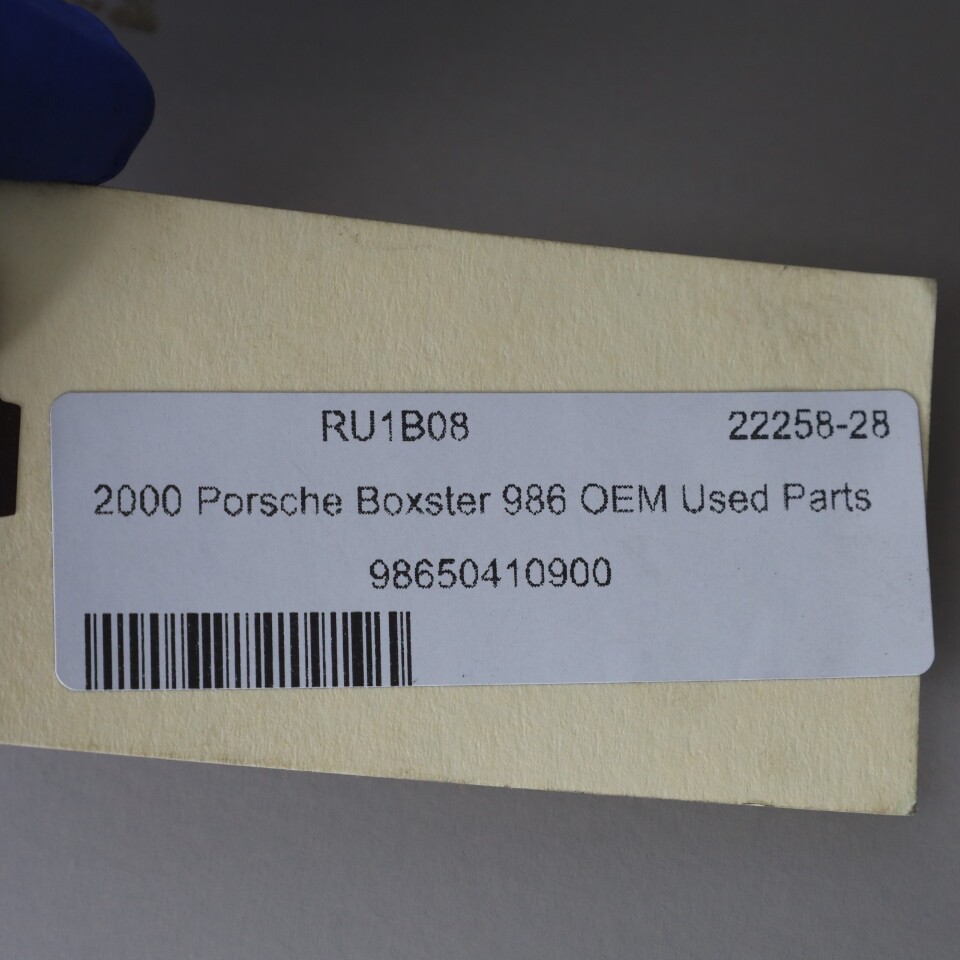 RU1B08 22258-28
2000 Porsche Boxster 986 OEM Used Parts
98650410900